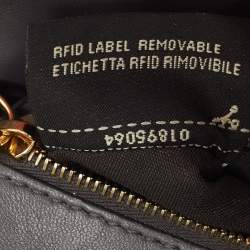 RFID LABEL REMOVABLE
ETICHETTA RFID RIMOVIBILE
01895064